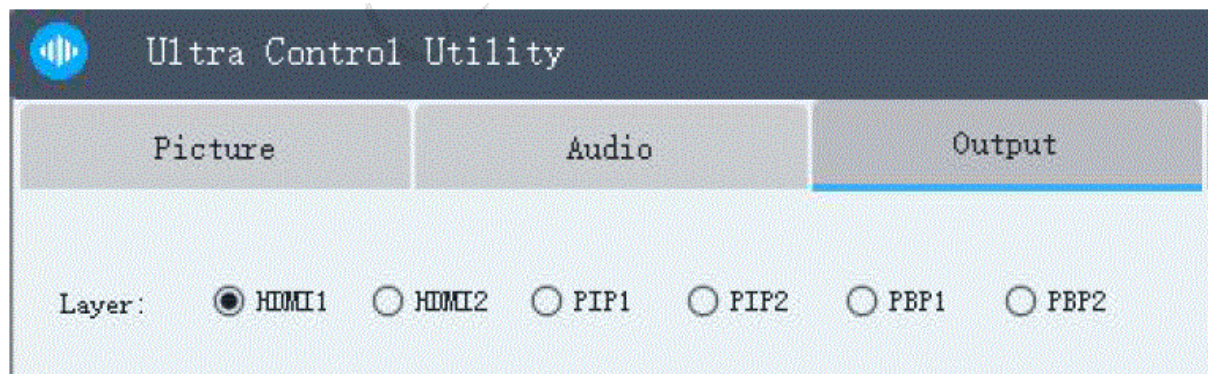 Ultra Control Utility
Picture Audio Output
Layer: HDMI1 HDMI2 PIP1 PIP2 PBP1 PBP2